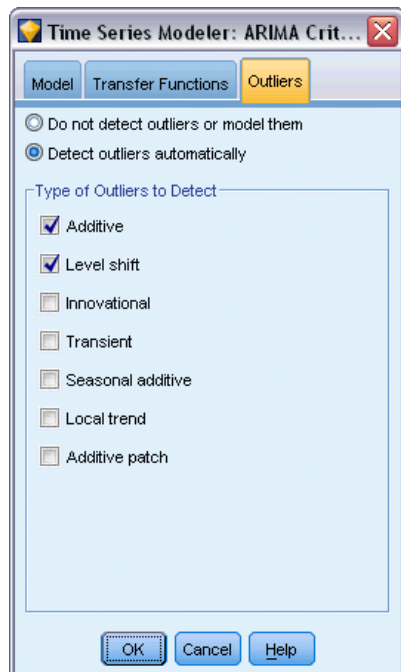 Time Series Modeler: ARIMA Crit...
Model Transfer Functions Outliers
Do not detect outliers or model them
Detect outliers automatically
Type of Outliers to Detect
Additive
Level shift
Innovational
Transient
Seasonal additive
Local trend
Additive patch
OK Cancel Help